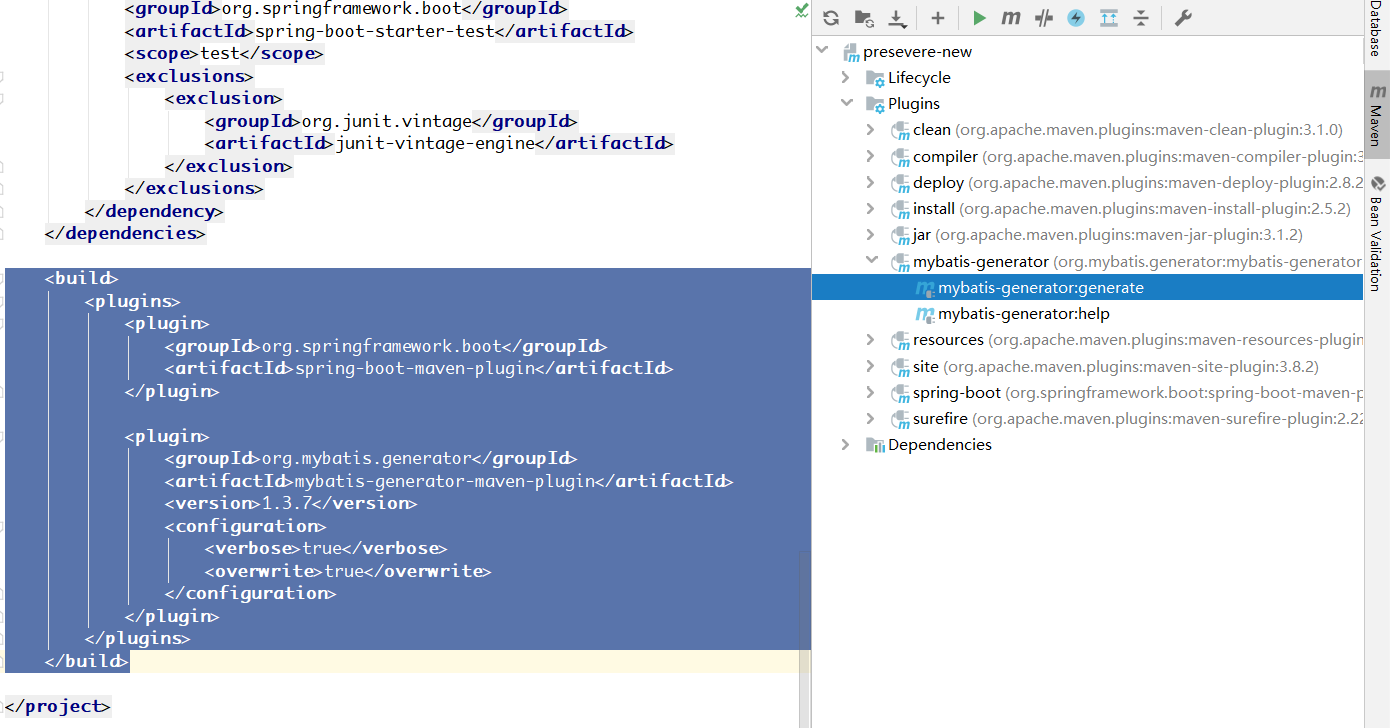 <groupId>org.springframework.boot</groupId>
<artifactId>spring-boot-starter-test</artifactId>
<scope>test</scope>
<exclusions>
<exclusion>
<groupId>org.junit.vintage</groupId>
<artifactId>junit-vintage-engine</artifactId>
</exclusion>
</exclusions>
</dependency>
</dependencies>
<build>
<plugins>
<plugin>
<groupId>org.springframework.boot</groupId>
<artifactId>spring-boot-maven-plugin</artifactId>
</plugin>
<plugin>
<groupId>org.mybatis.generator</groupId>
<artifactId>mybatis-generator-maven-plugin</artifactId>
<version>1.3.7</version>
<configuration>
<verbose>true</verbose>
<overwrite>true</overwrite>
</configuration>
</plugin>
</plugins>
</build>
</project>
presevere-new
Lifecycle
Plugins
clean (org.apache.maven.plugins:maven-clean-plugin:3.1.0)
compiler (org.apache.maven.plugins:maven-compiler-plugin:3
deploy (org.apache.maven.plugins:maven-deploy-plugin:2.8.2
install (org.apache.maven.plugins:maven-install-plugin:2.5.2)
jar (org.apache.maven.plugins:maven-jar-plugin:3.1.2)
mybatis-generator (org.mybatis.generator:mybatis-generator
mybatis-generator:generate
mybatis-generator:help
resources (org.apache.maven.plugins:maven-resources-plugin
site (org.apache.maven.plugins:maven-site-plugin:3.8.2)
spring-boot (org.springframework.boot:spring-boot-maven-p
surefire (org.apache.maven.plugins:maven-surefire-plugin:2.22
Dependencies
Database
Maven
Bean Validation